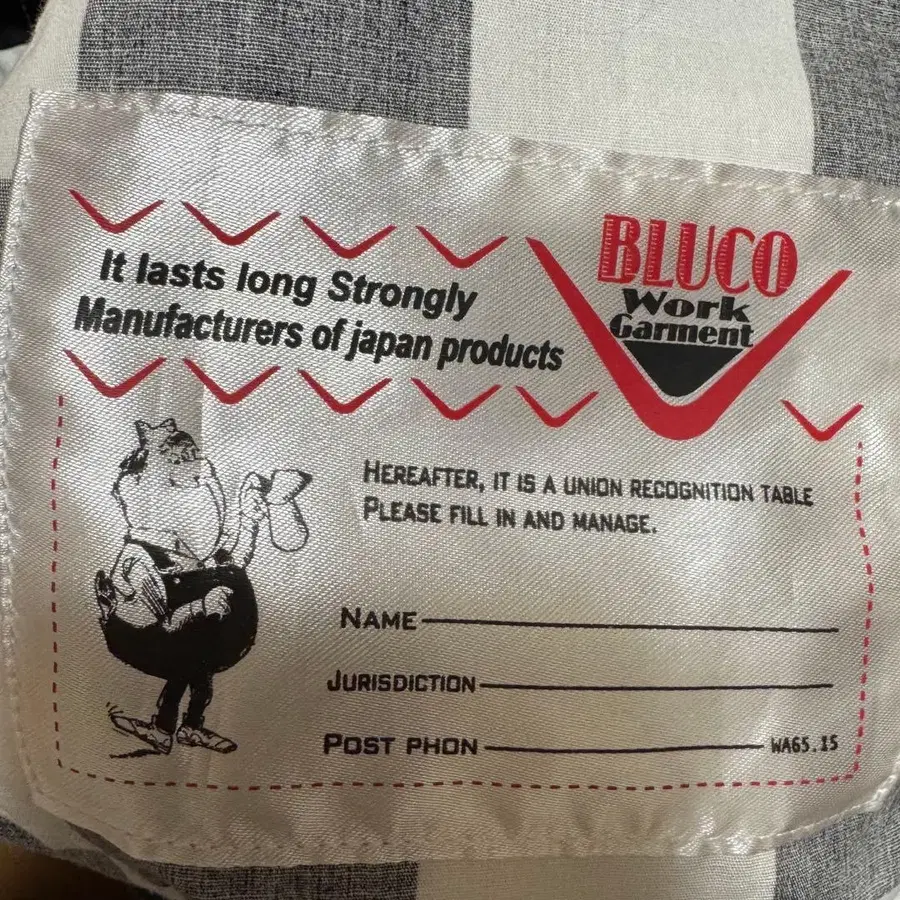 BLUCO
Work
Garment
It lasts long Strongly
Manufacturers of japan products
HEREAFTER, IT IS A UNION RECOGNITION TABLE
PLEASE FILL IN AND MANAGE.
NAME
JURISDICTION
POST PHON
WA65.15